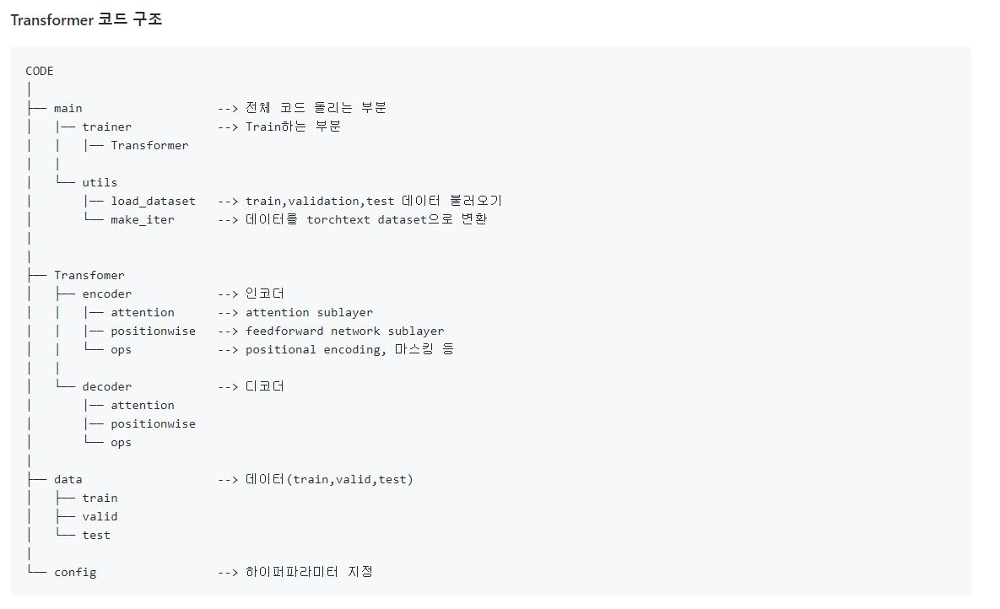 Transformer 코드 구조
CODE
│
├── main                   --> 전체 코드 돌리는 부분
│   |── trainer            --> Train하는 부분
│   |   |── Transformer
│   |
│   └── utils
│       |── load_dataset   --> train,validation,test 데이터 불러오기
│       └── make_iter      --> 데이터를 torchtext dataset으로 변환
│
│
├── Transfomer
│   ├── encoder            --> 인코더
│   |   |── attention      --> attention sublayer
│   |   |── positionwise   --> feedforward network sublayer
│   |   └── ops            --> positional encoding, 마스킹 등
│   |
│   └── decoder            --> 디코더
│       |── attention
│       |── positionwise
│       └── ops
│
├── data                   --> 데이터(train,valid,test)
│   ├── train
│   ├── valid
│   └── test
│
└── config                 --> 하이퍼파라미터 지정